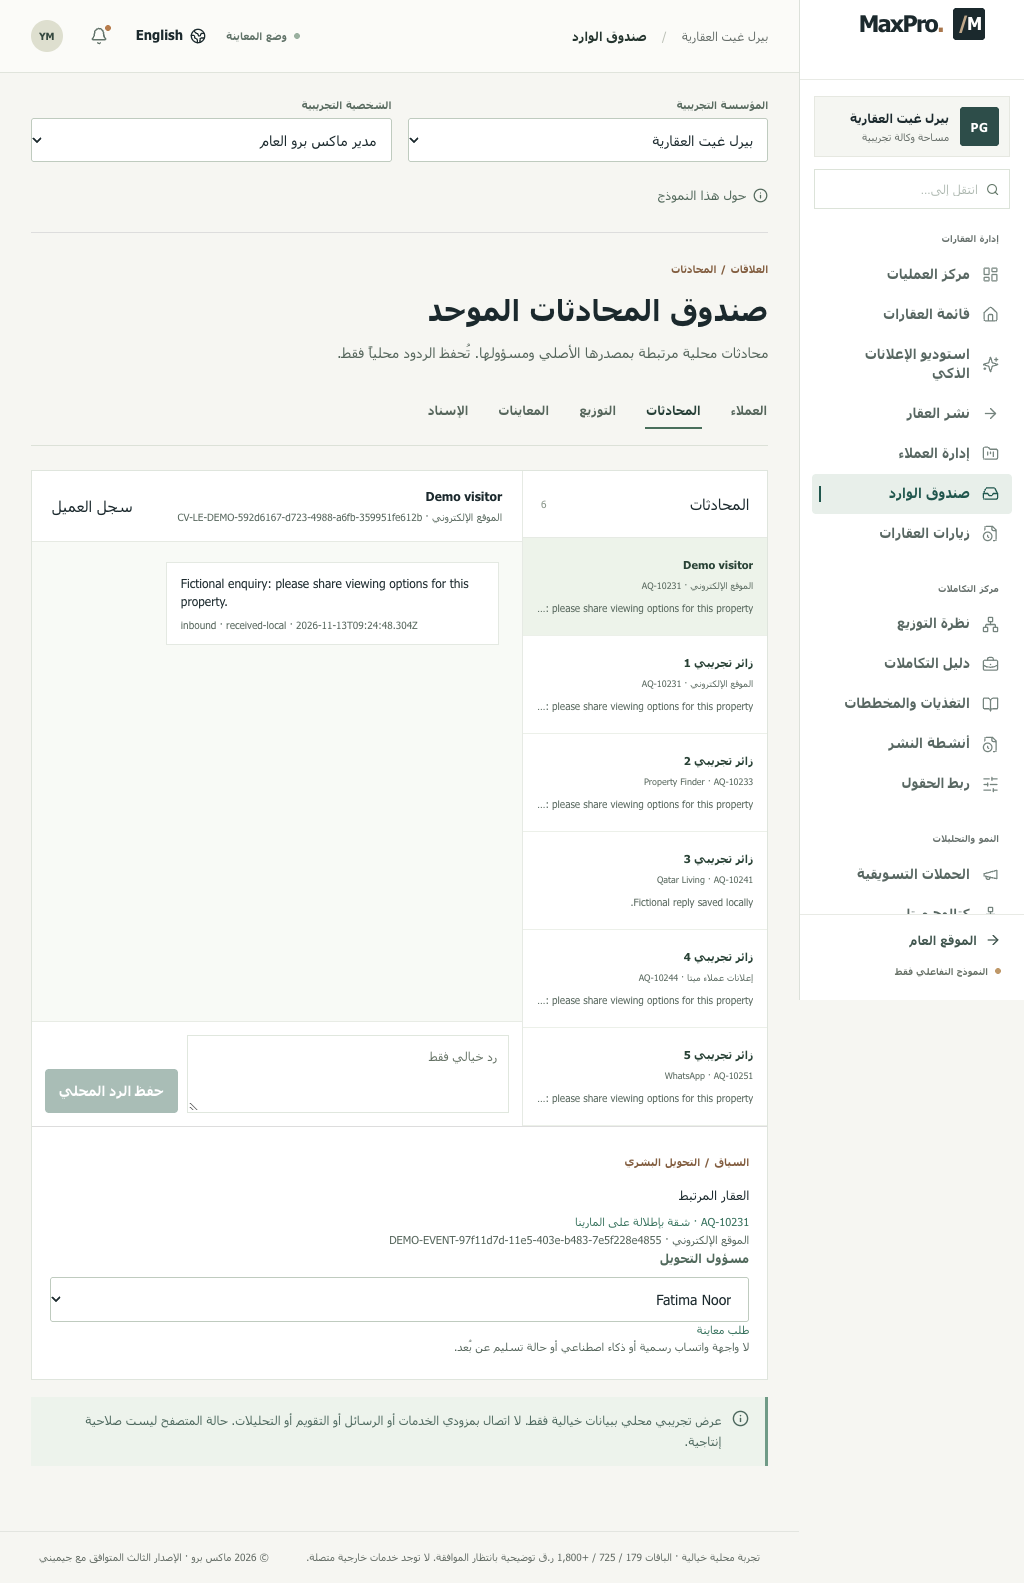 MaxPro. /M
PG
بيرل غيت العقارية
مساحة وكالة تجريبية
انتقل إلى...
إدارة العقارات
مركز العمليات
قائمة العقارات
استوديو الإعلانات
الذكي
نشر العقار
إدارة العملاء
صندوق الوارد
زيارات العقارات
مركز التكاملات
نظرة التوزيع
دليل التكاملات
التغذيات والمخططات
أنشطة النشر
ربط الحقول
النمو والتحليلات
الحملات التسويقية
الموقع العام
النموذج التفاعلي فقط
بيرل غيت العقارية / صندوق الوارد
وضع المعاينة
English
YM
المؤسسة التجريبية
بيرل غيت العقارية
الشخصية التجريبية
مدير ماكس برو العام
حول هذا النموذج
العلاقات / المحادثات
صندوق المحادثات الموحد
محادثات محلية مرتبطة بمصدرها الأصلي ومسؤولها. تُحفظ الردود محلياً فقط.
العملاء المحادثات التوزيع المعاينات الإسناد
المحادثات 6
Demo visitor
الموقع الإلكتروني · AQ-10231
...: please share viewing options for this property
زائر تجريبي 1
الموقع الإلكتروني · AQ-10231
...: please share viewing options for this property
زائر تجريبي 2
Property Finder · AQ-10233
...: please share viewing options for this property
زائر تجريبي 3
Qatar Living · AQ-10241
.Fictional reply saved locally
زائر تجريبي 4
إعلانات عملاء ميتا · AQ-10244
...: please share viewing options for this property
زائر تجريبي 5
WhatsApp · AQ-10251
...: please share viewing options for this property
Demo visitor
الموقع الإلكتروني · CV-LE-DEMO-592d6167-d723-4988-a6fb-359951fe612b
سجل العميل
Fictional enquiry: please share viewing options for this
property.
inbound · received-local · 2026-11-13T09:24:48.304Z
رد خيالي فقط
حفظ الرد المحلي
السياق / التحويل البشري
العقار المرتبط
AQ-10231 · شقة بإطلالة على المارينا
الموقع الإلكتروني · DEMO-EVENT-97f11d7d-11e5-403e-b483-7e5f228e4855
مسؤول التحويل
Fatima Noor
طلب معاينة
لا واجهة واتساب رسمية أو ذكاء اصطناعي أو حالة تسليم عن بُعد.
عرض تجريبي محلي ببيانات خيالية فقط. لا اتصال بمزودي الخدمات أو الرسائل أو التقويم أو التحليلات. حالة المتصفح ليست صلاحية
إنتاجية.
تجربة محلية خيالية · الباقات 179 / 725 / +1,800 ر.ق توضيحية بانتظار الموافقة. لا توجد خدمات خارجية متصلة.
© 2026 ماكس برو · الإصدار الثالث المتوافق مع جيميني